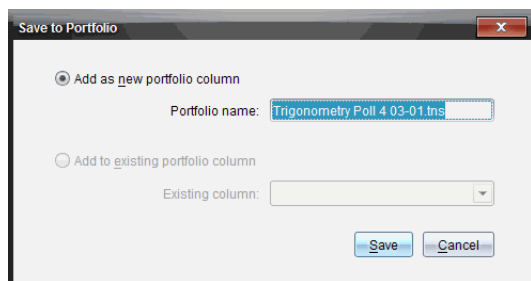 Save to Portfolio
Add as new portfolio column
Portfolio name: Trigonometry Poll 4 03-01.tns
Add to existing portfolio column
Existing column:
Save Cancel